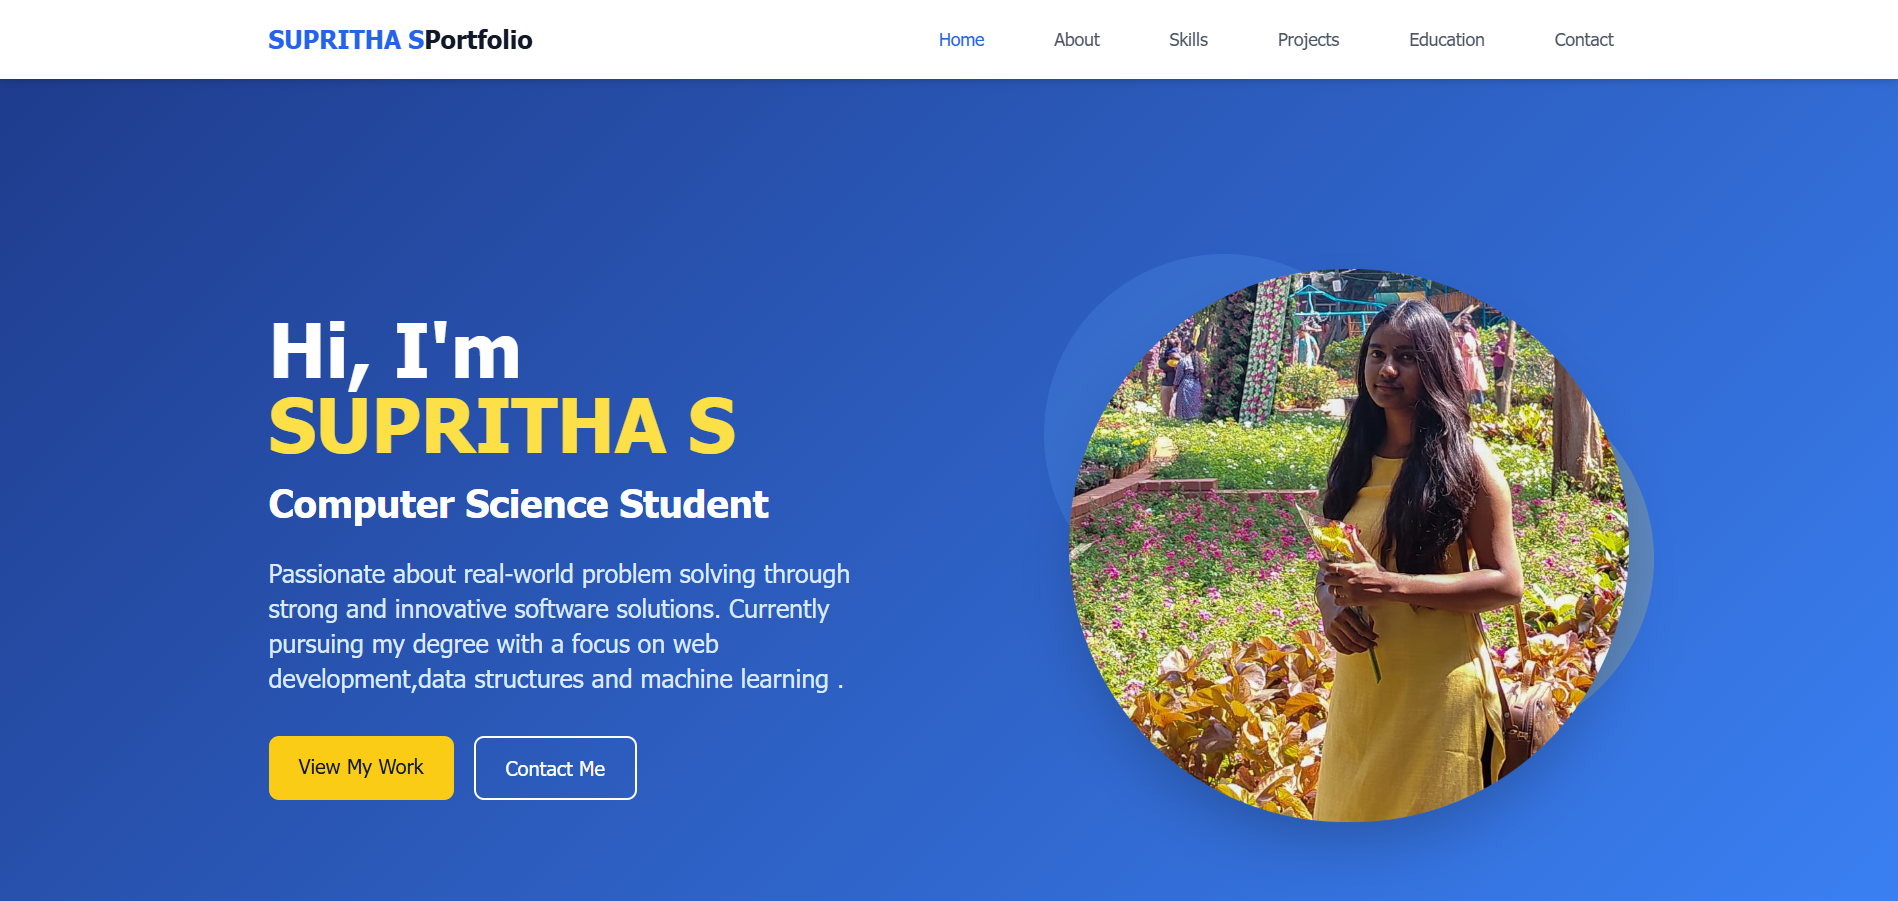 SUPRITHA SPortfolio
Home About Skills Projects Education Contact
Hi, I'm
SUPRITHA S
Computer Science Student
Passionate about real-world problem solving through
strong and innovative software solutions. Currently
pursuing my degree with a focus on web
development,data structures and machine learning .
View My Work
Contact Me